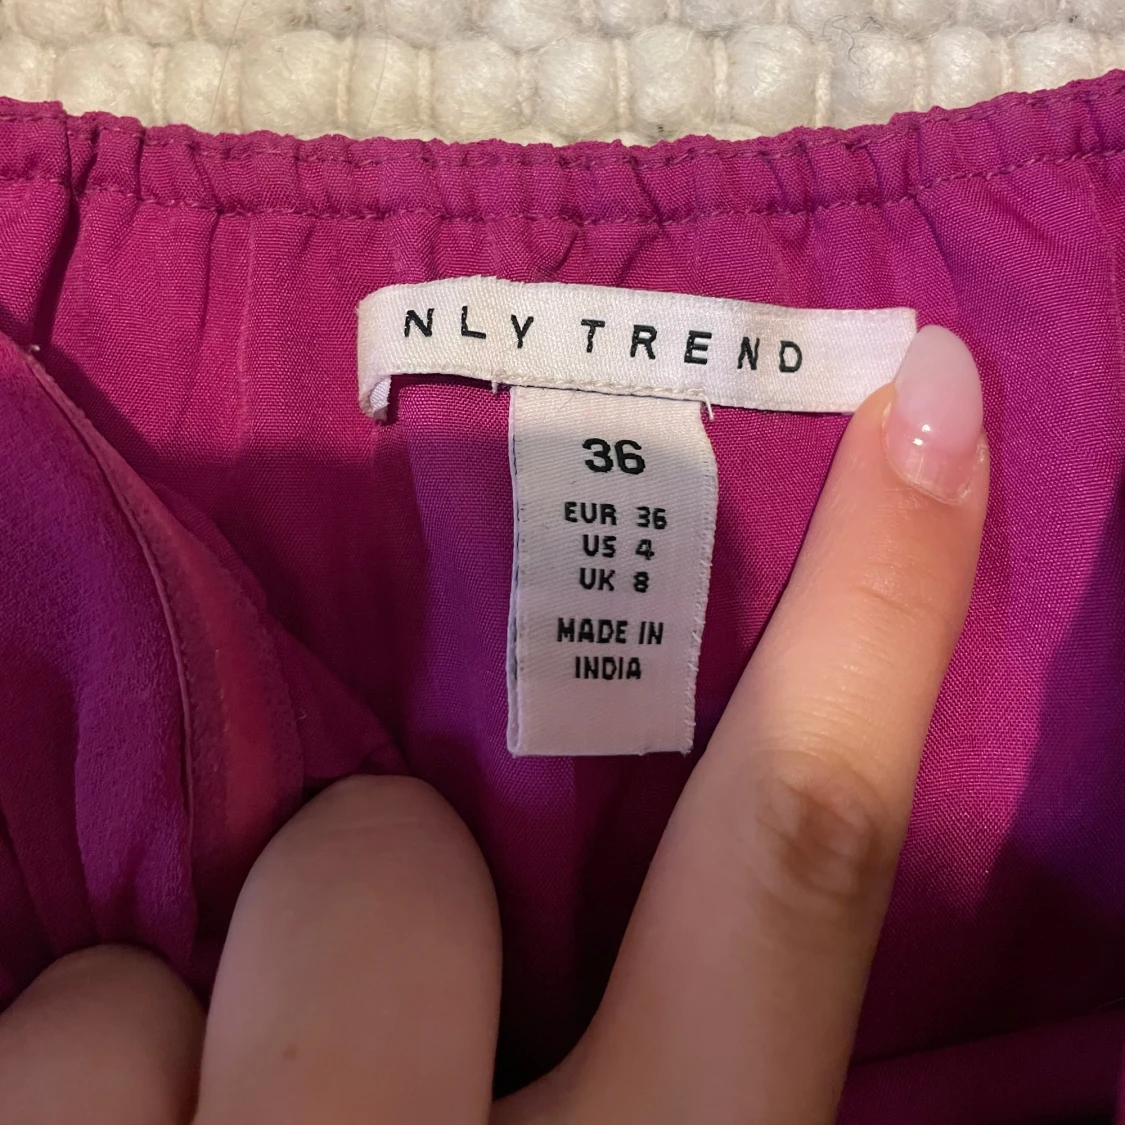 NLY TREND
36
EUR 36
US 4
UK 8
MADE IN
INDIA